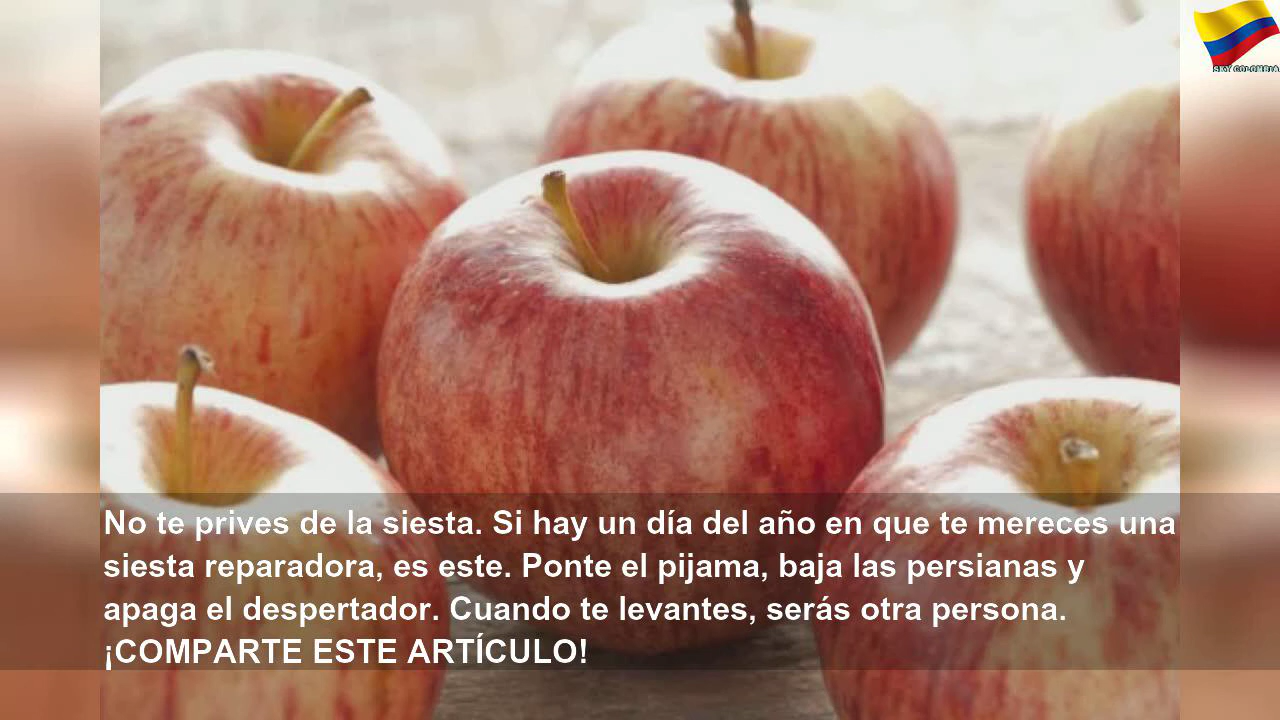 SKY COLOMBIA
No te prives de la siesta. Si hay un día del año en que te mereces una
siesta reparadora, es este. Ponte el pijama, baja las persianas y
apaga el despertador. Cuando te levantes, serás otra persona.
¡COMPARTE ESTE ARTÍCULO!